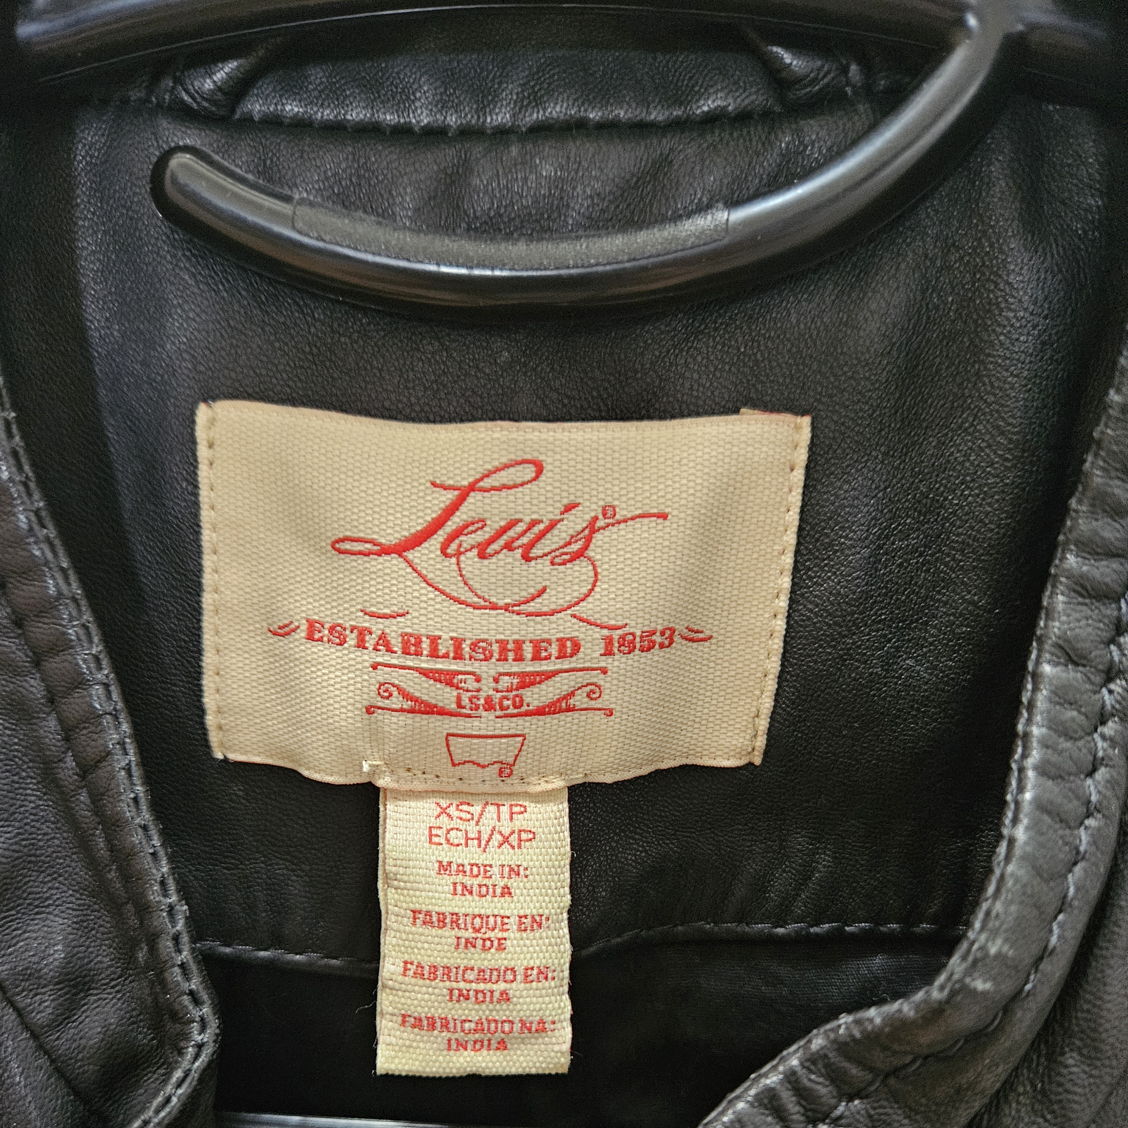 Levi's®
ESTABLISHED 1853
LS&CO.
XS/TP
ECH/XP
MADE IN:
INDIA
FABRIQUE EN:
INDE
FABRICADO EN:
INDIA
FABRICADO NA:
INDIA